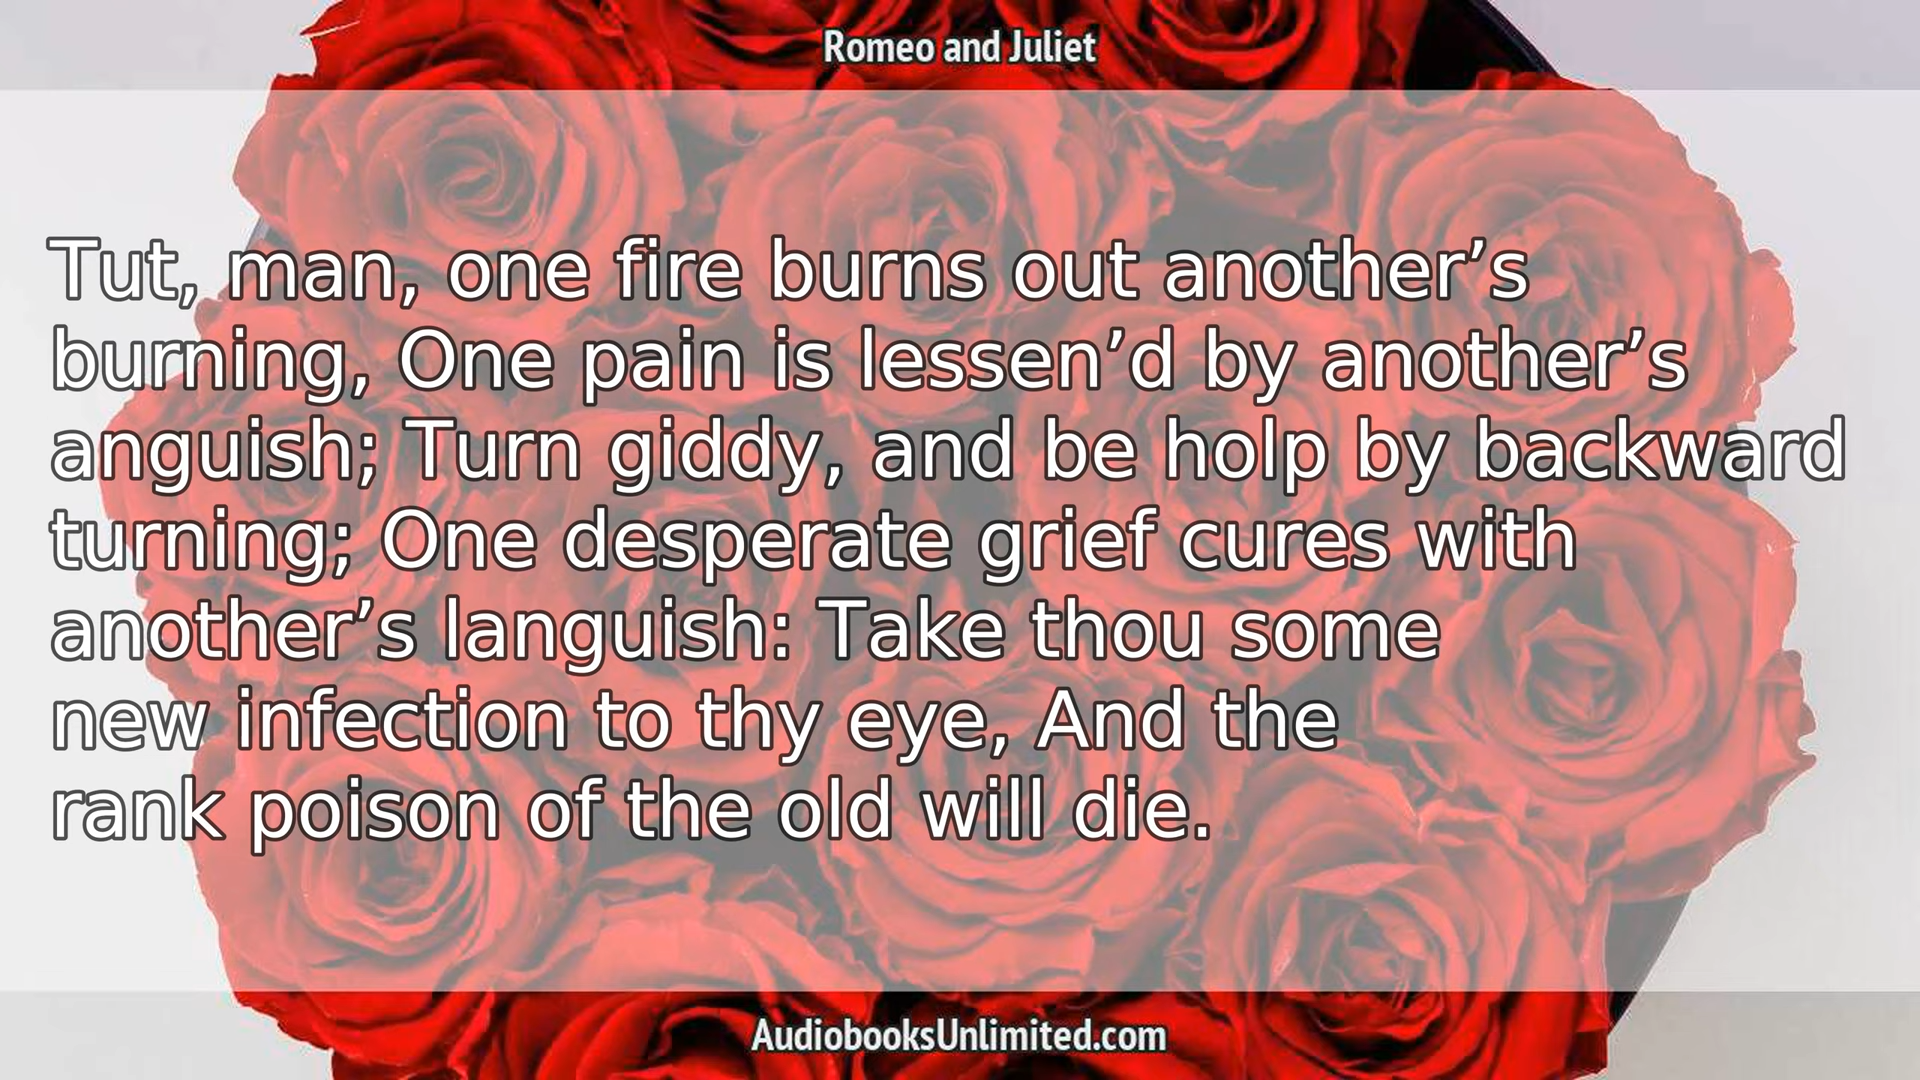 Romeo and Juliet
Tut, man, one fire burns out another’s
burning, One pain is lessen’d by another’s
anguish; Turn giddy, and be holp by backward
turning; One desperate grief cures with
another’s languish: Take thou some
new infection to thy eye, And the
rank poison of the old will die.
AudiobooksUnlimited.com